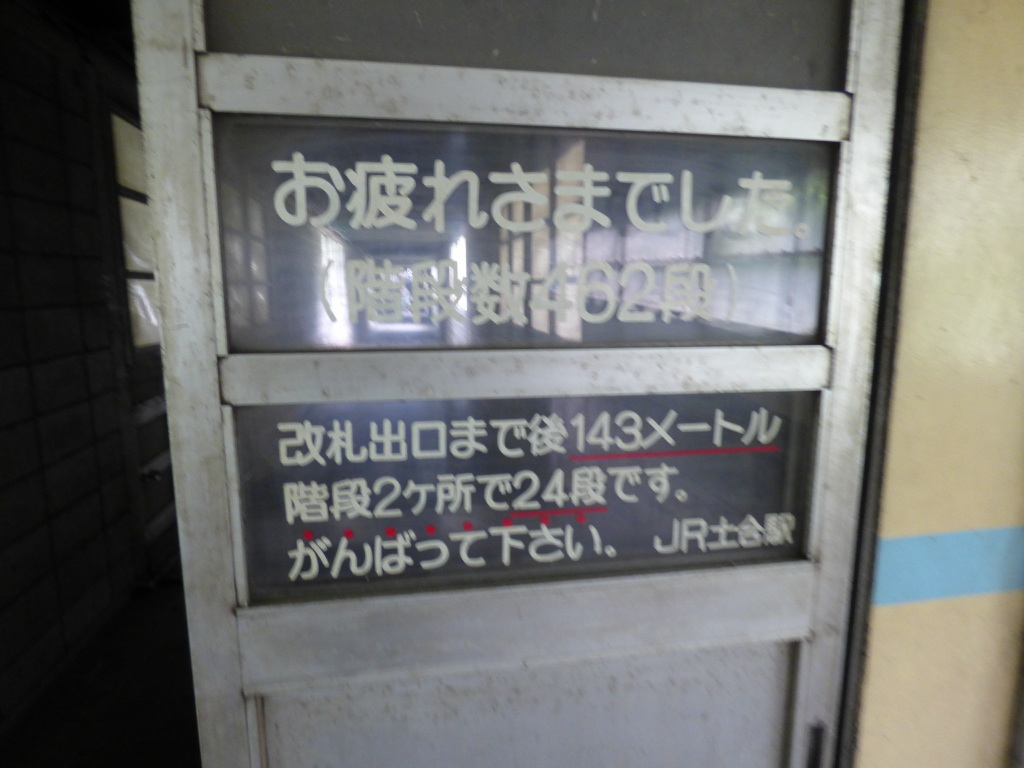 お疲れさまでした。
(階段数462段)
改札出口まで後143メートル
階段2ヶ所で24段です。
がんばって下さい。 JR土合駅